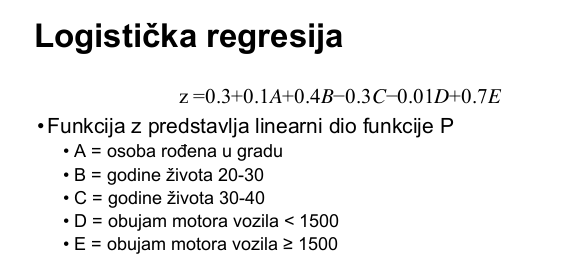 Logistička regresija
z =0.3+0.1A+0.4B−0.3C−0.01D+0.7E
•Funkcija z predstavlja linearni dio funkcije P
• A = osoba rođena u gradu
• B = godine života 20-30
• C = godine života 30-40
• D = obujam motora vozila < 1500
• E = obujam motora vozila ≥ 1500